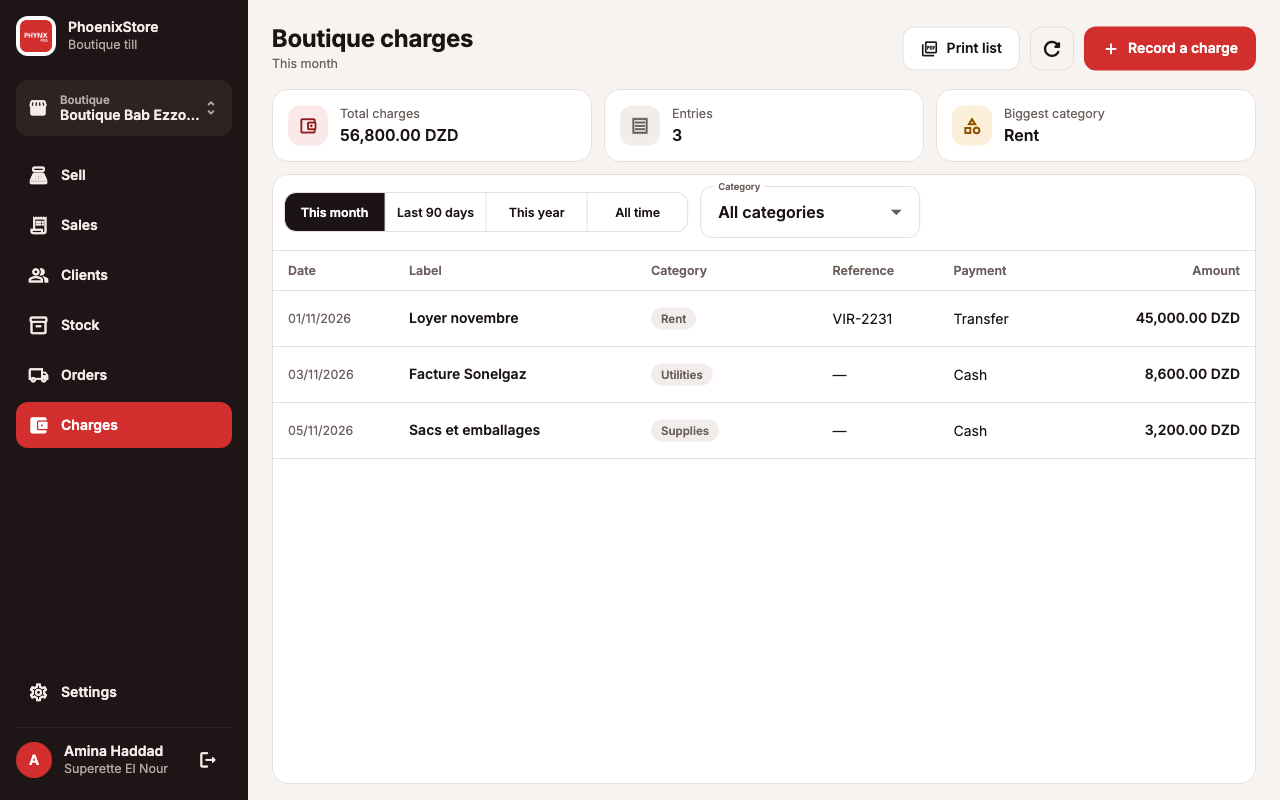 PHYNX
POS
PhoenixStore
Boutique till
Boutique
Boutique Bab Ezzo...
Sell
Sales
Clients
Stock
Orders
Charges
Settings
A
Amina Haddad
Superette El Nour
Boutique charges
This month
Print list
Record a charge
Total charges
56,800.00 DZD
Entries
3
Biggest category
Rent
This month
Last 90 days
This year
All time
Category
All categories
Date Label Category Reference Payment Amount
01/11/2026 Loyer novembre Rent VIR-2231 Transfer 45,000.00 DZD
03/11/2026 Facture Sonelgaz Utilities — Cash 8,600.00 DZD
05/11/2026 Sacs et emballages Supplies — Cash 3,200.00 DZD